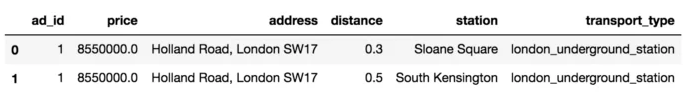 ad_id price address distance station transport_type
0 1 8550000.0 Holland Road, London SW17 0.3 Sloane Square london_underground_station
1 1 8550000.0 Holland Road, London SW17 0.5 South Kensington london_underground_station